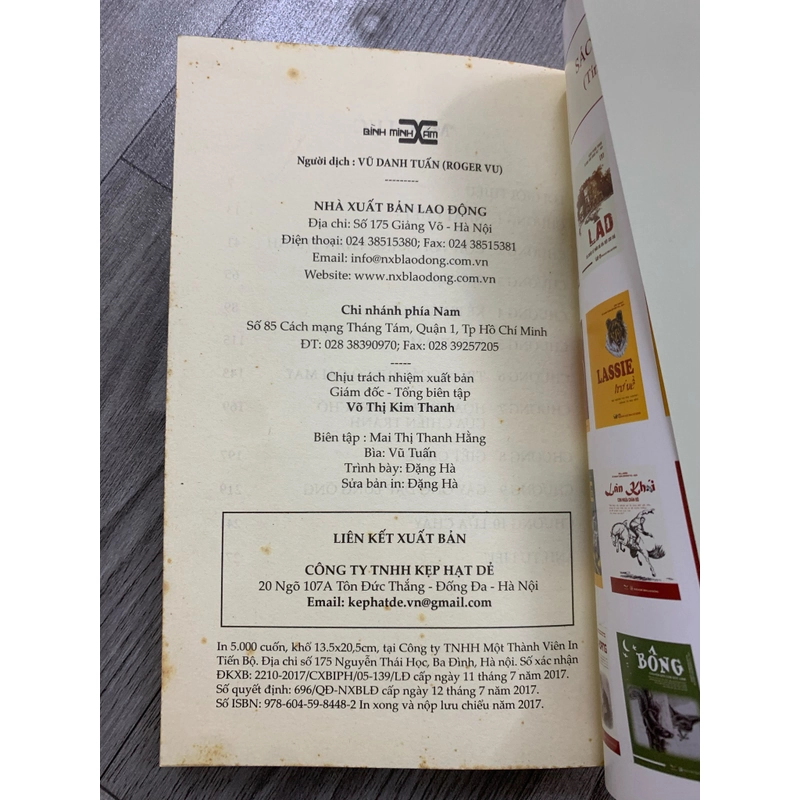 BÌNH MINH XÁM
Người dịch : VŨ DANH TUẤN (ROGER VU)
---------
NHÀ XUẤT BẢN LAO ĐỘNG
Địa chỉ: Số 175 Giảng Võ - Hà Nội
Điện thoại: 024 38515380; Fax: 024 38515381
Email: info@nxblaodong.com.vn
Website: www.nxblaodong.com.vn
Chi nhánh phía Nam
Số 85 Cách mạng Tháng Tám, Quận 1, Tp Hồ Chí Minh
ĐT: 028 38390970; Fax: 028 39257205
-----
Chịu trách nhiệm xuất bản
Giám đốc - Tổng biên tập
Võ Thị Kim Thanh
Biên tập : Mai Thị Thanh Hằng
Bìa: Vũ Tuấn
Trình bày: Đặng Hà
Sửa bản in: Đặng Hà
LIÊN KẾT XUẤT BẢN
CÔNG TY TNHH KẸP HẠT DẺ
20 Ngõ 107A Tôn Đức Thắng - Đống Đa - Hà Nội
Email: kephatde.vn@gmail.com
In 5.000 cuốn, khổ 13.5x20,5cm, tại Công ty TNHH Một Thành Viên In
Tiến Bộ. Địa chỉ số 175 Nguyễn Thái Học, Ba Đình, Hà nội. Số xác nhận
ĐKXB: 2210-2017/CXBIPH/05-139/LĐ cấp ngày 11 tháng 7 năm 2017.
Số quyết định: 696/QĐ-NXBLĐ cấp ngày 12 tháng 7 năm 2017.
Số ISBN: 978-604-59-8448-2 In xong và nộp lưu chiểu năm 2017.
SÁC
LAD
LASSIE
trở về
Lấn Khói
BÔNG